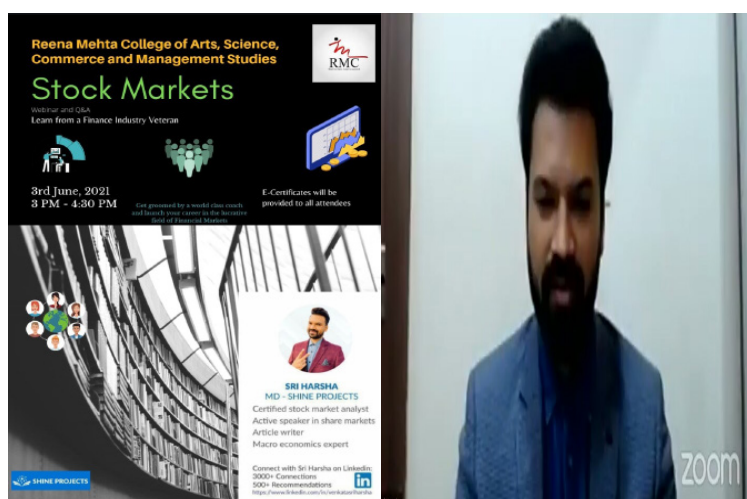 Reena Mehta College of Arts, Science,
Commerce and Management Studies
RMC
Stock Markets
Webinar and Q&A
Learn from a Finance Industry Veteran
3rd June, 2021
3 PM - 4:30 PM
Get groomed by a world class coach
and launch your career in the lucrative
field of Financial Markets
E-Certificates will be
provided to all attendees
SRI HARSHA
MD - SHINE PROJECTS
Certified stock market analyst
Active speaker in share markets
Article writer
Macro economics expert
Connect with Sri Harsha on Linkedin:
3000+ Connections
500+ Recommendations
in
SHINE PROJECTS
zoom